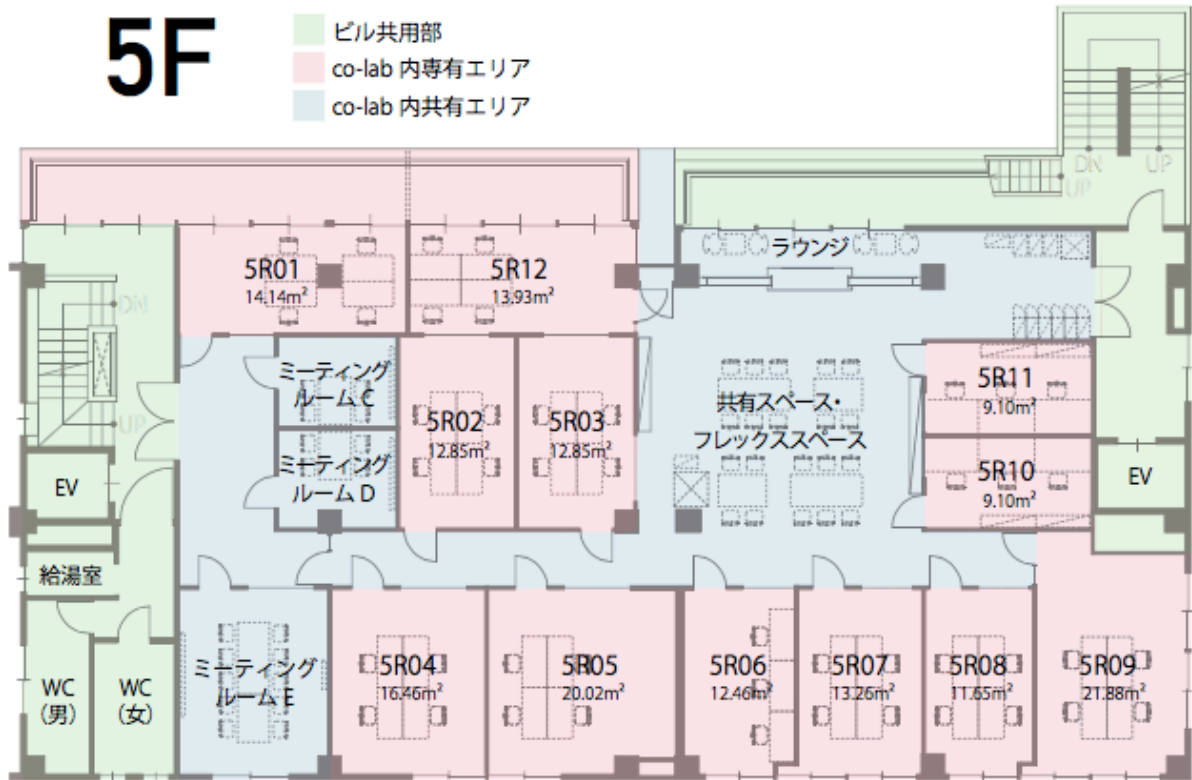 5F
ビル共用部
co-lab 内専有エリア
co-lab 内共有エリア
DN
UP
UP
5R01
14.14m²
5R12
13.93m²
ラウンジ
DN
UP
ミーティング
ルーム C
5R02
12.85m²
5R03
12.85m²
共有スペース・
フレックススペース
5R11
9.10m²
ミーティング
ルーム D
5R10
9.10m²
EV
EV
給湯室
WC
（男）
WC
（女）
ミーティング
ルーム E
5R04
16.46m²
5R05
20.02m²
5R06
12.46m²
5R07
13.26m²
5R08
11.65m²
5R09
21.88m²